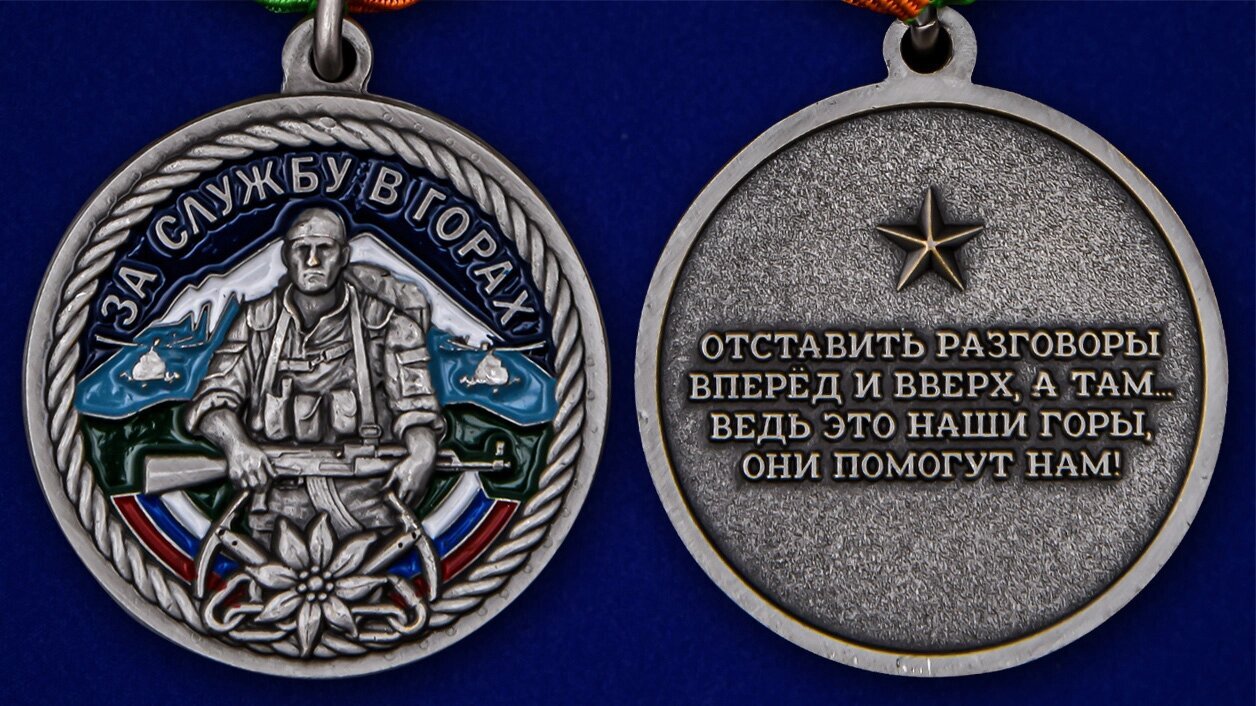 ЗА СЛУЖБУ В ГОРАХ
ОТСТАВИТЬ РАЗГОВОРЫ
ВПЕРЁД И ВВЕРХ, А ТАМ...
ВЕДЬ ЭТО НАШИ ГОРЫ,
ОНИ ПОМОГУТ НАМ!